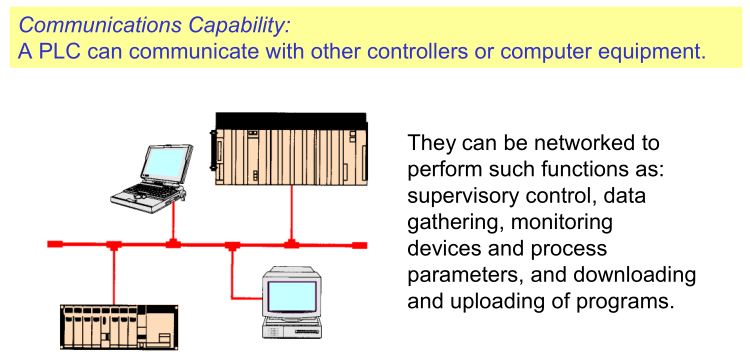 Communications Capability:
A PLC can communicate with other controllers or computer equipment.
They can be networked to
perform such functions as:
supervisory control, data
gathering, monitoring
devices and process
parameters, and downloading
and uploading of programs.